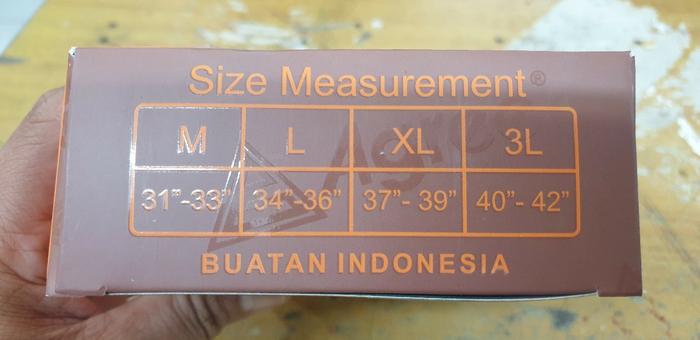 Size Measurement®
M L XL 3L
31”-33” 34”-36” 37”- 39” 40”- 42”
BUATAN INDONESIA